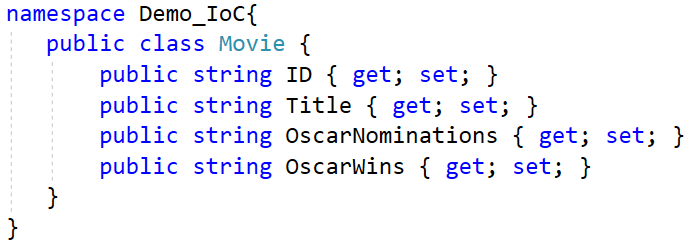 namespace Demo_IoC{
    public class Movie {
        public string ID { get; set; }
        public string Title { get; set; }
        public string OscarNominations { get; set; }
        public string OscarWins { get; set; }
    }
}